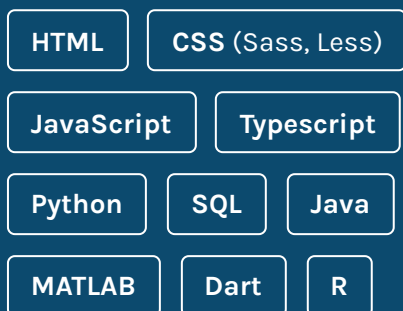 HTML CSS (Sass, Less)
JavaScript Typescript
Python SQL Java
MATLAB Dart R